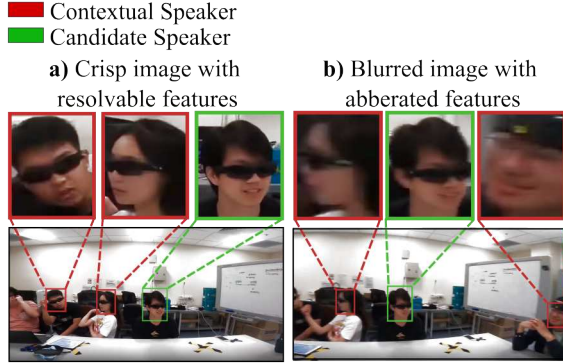 Contextual Speaker
Candidate Speaker
a) Crisp image with
resolvable features
b) Blurred image with
abberated features